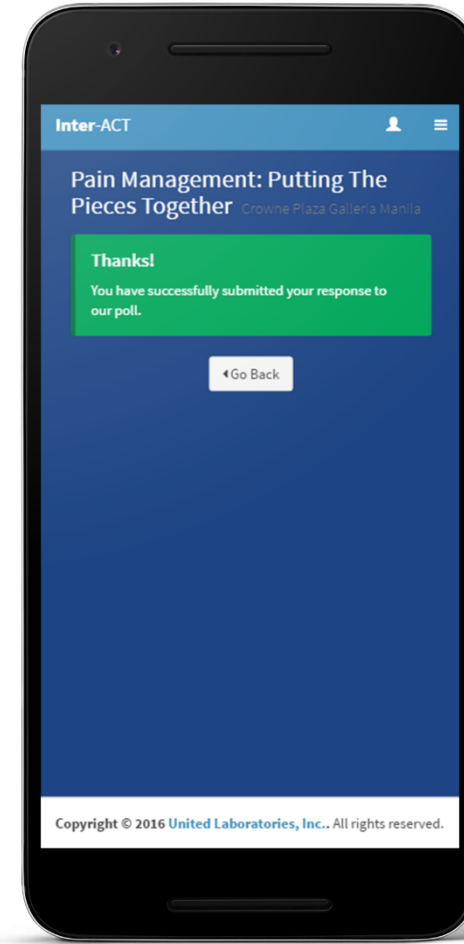 Inter-ACT
Pain Management: Putting The
Pieces Together Crowne Plaza Galleria Manila
Thanks!
You have successfully submitted your response to
our poll.
Go Back
Copyright © 2016 United Laboratories, Inc.. All rights reserved.